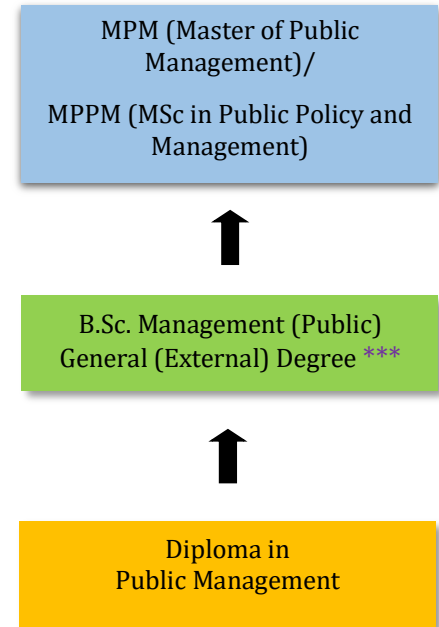 MPM (Master of Public
Management)/
MPPM (MSc in Public Policy and
Management)
B.Sc. Management (Public)
General (External) Degree ***
Diploma in
Public Management